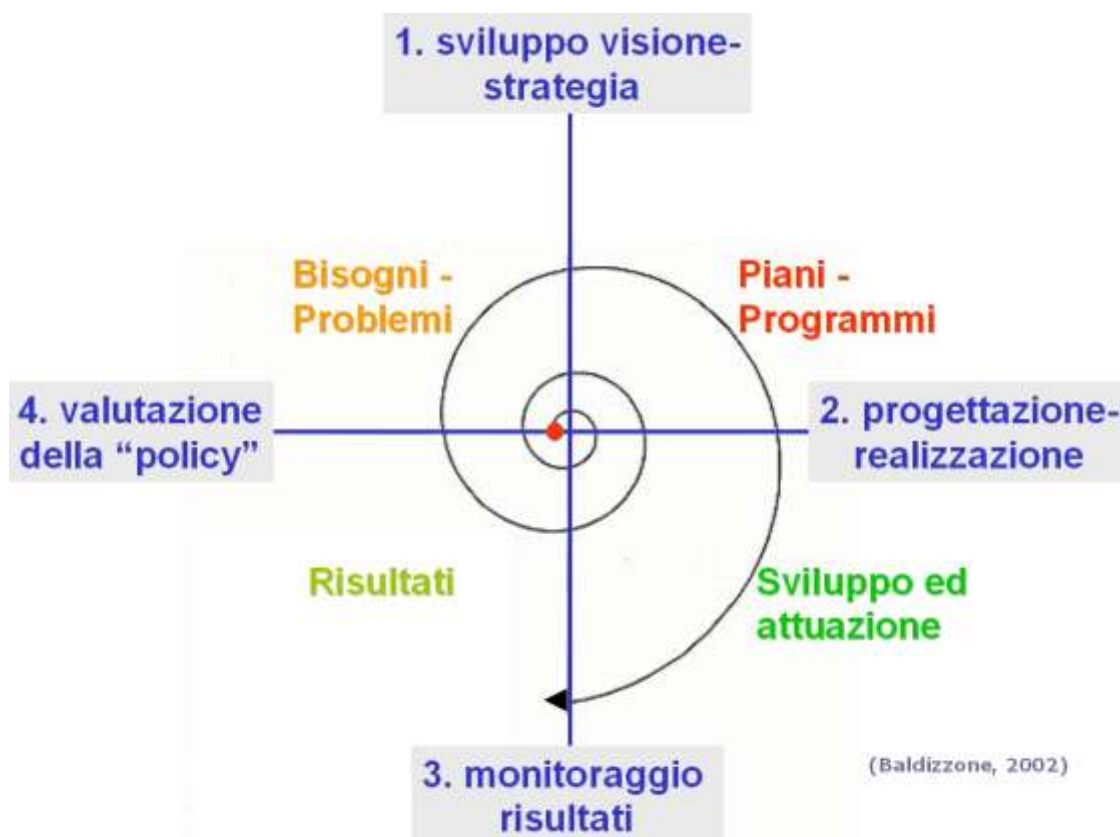 1. sviluppo visione-
strategia
Bisogni -
Problemi
Piani -
Programmi
4. valutazione
della “policy”
2. progettazione-
realizzazione
Risultati
Sviluppo ed
attuazione
3. monitoraggio
risultati
(Baldizzone, 2002)